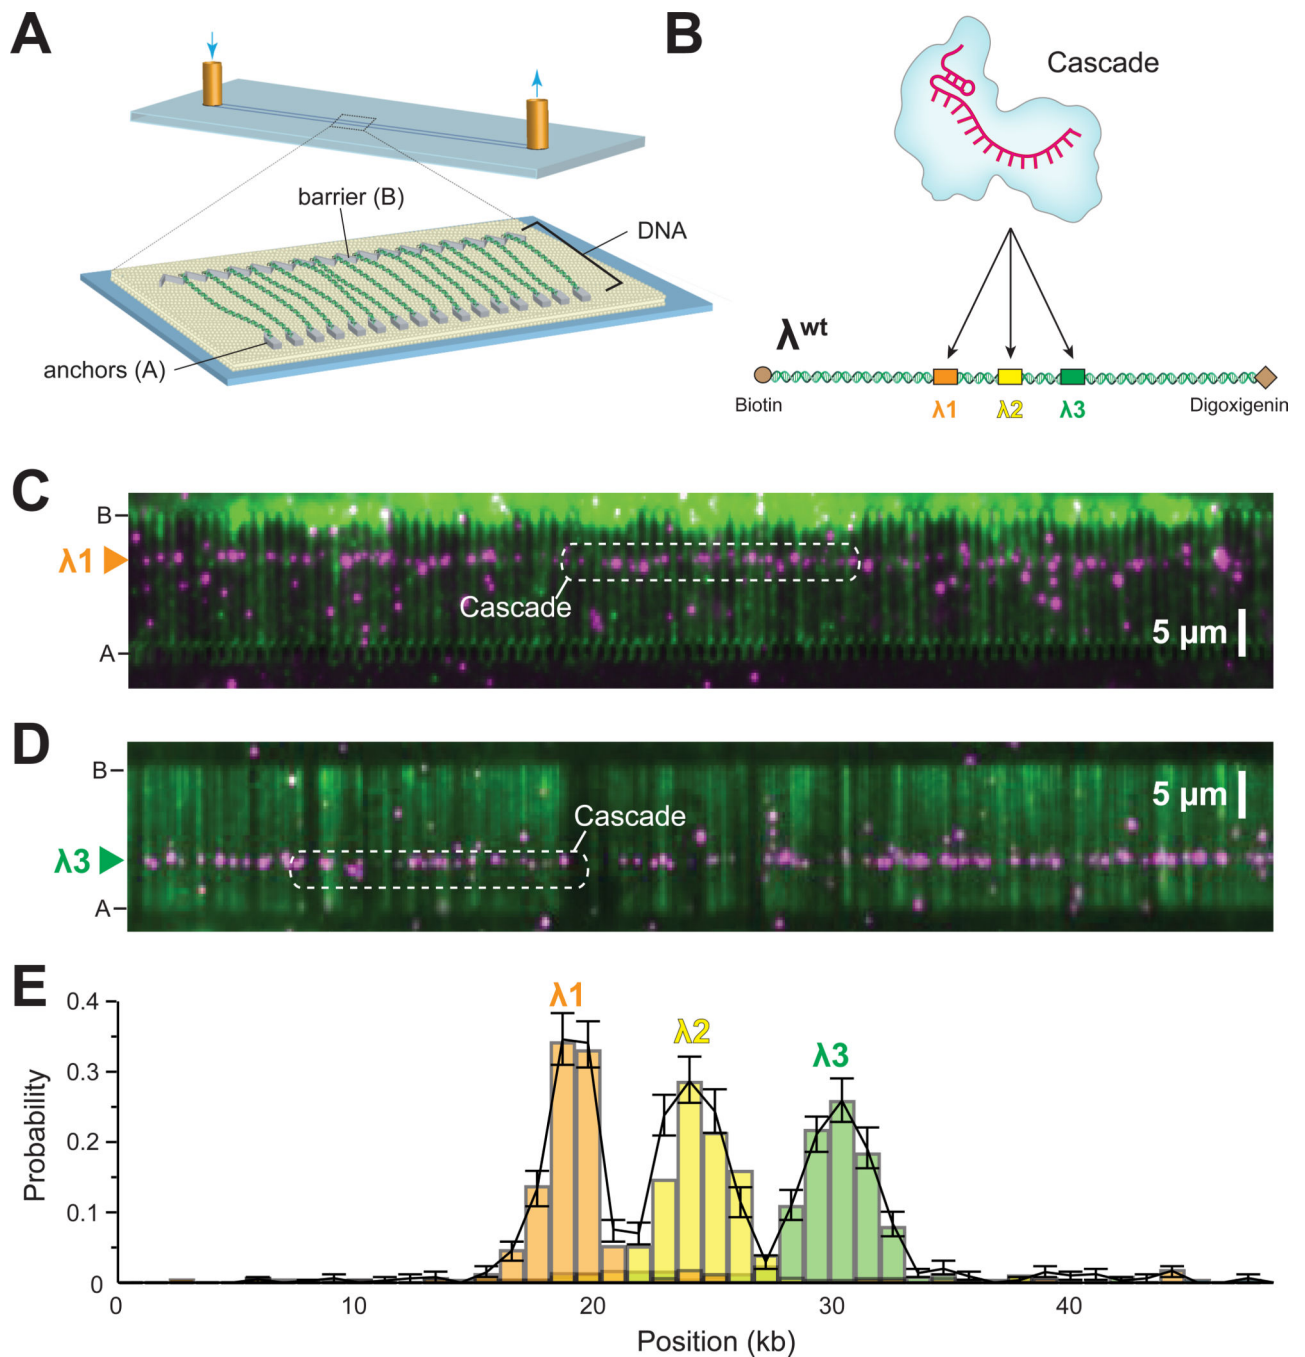 A
barrier (B)
DNA
anchors (A)
B
Cascade
λwt
Biotin
λ1
λ2
λ3
Digoxigenin
C
B
λ1
Cascade
A
5 µm
D
B
Cascade
5 µm
λ3
A
E
0.4
0.3
0.2
0.1
0
Probability
λ1
λ2
λ3
0
10
20
30
40
Position (kb)